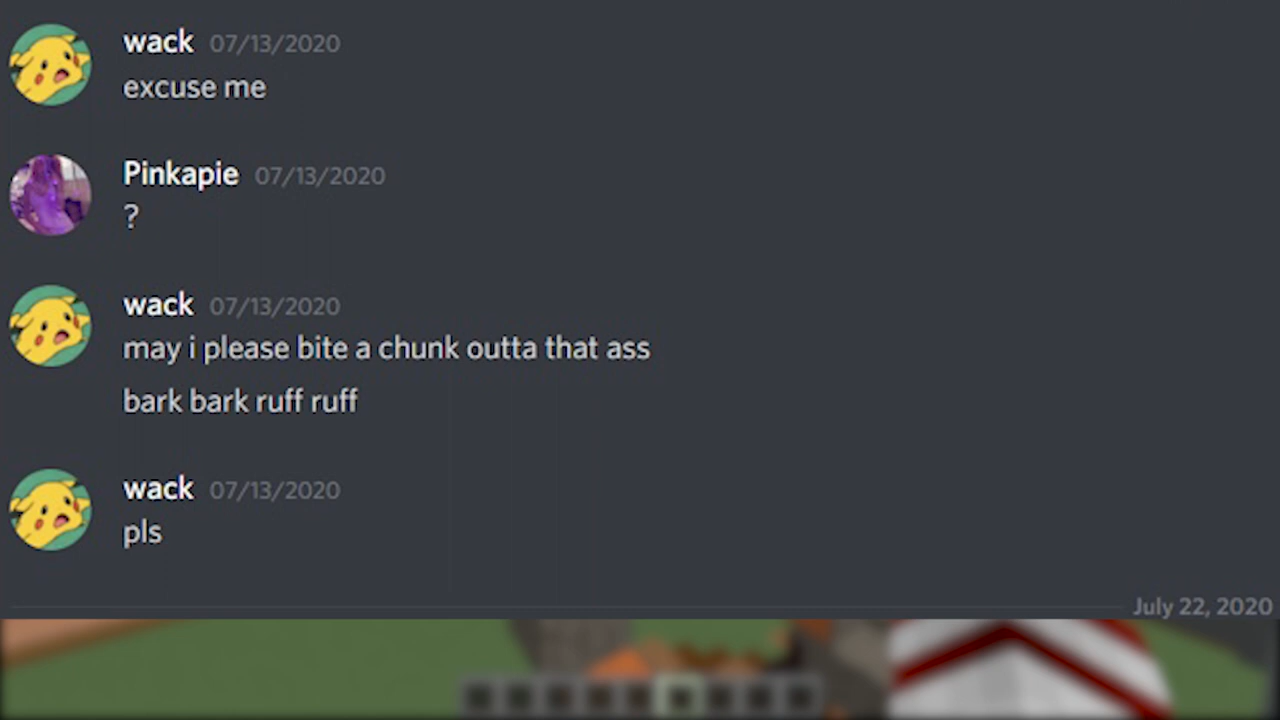 wack 07/13/2020
excuse me
Pinkapie 07/13/2020
?
wack 07/13/2020
may i please bite a chunk outta that ass
bark bark ruff ruff
wack 07/13/2020
pls
July 22, 2020